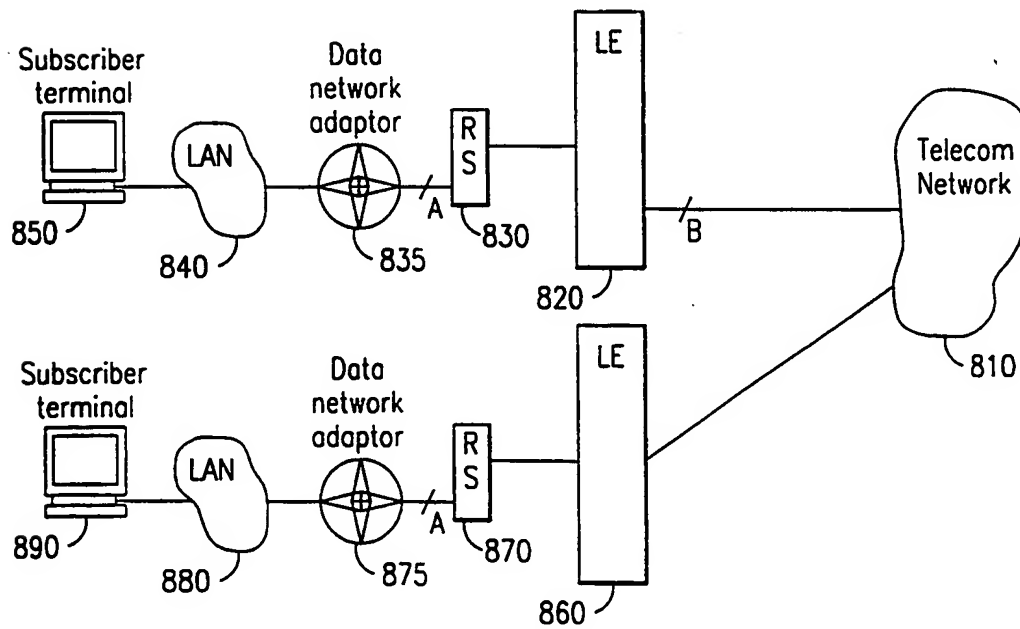 Subscriber
terminal
850
LAN
840
Data
network
adaptor
835
A
R
S
830
LE
820
B
Telecom
Network
810
Subscriber
terminal
890
LAN
880
Data
network
adaptor
875
A
R
S
870
LE
860